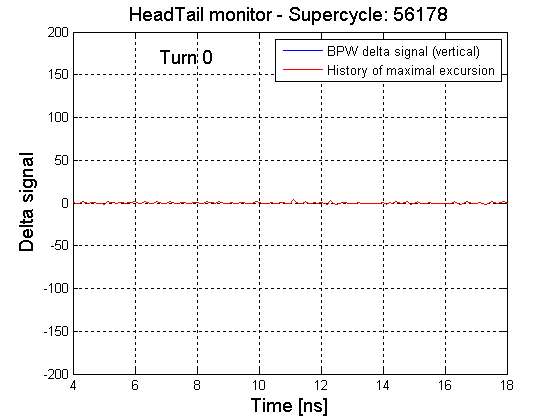 HeadTail monitor - Supercycle: 56178
Turn 0
BPW delta signal (vertical)
History of maximal excursion
Delta signal
200
150
100
50
0
-50
-100
-150
-200
4
6
8
10
12
14
16
18
Time [ns]